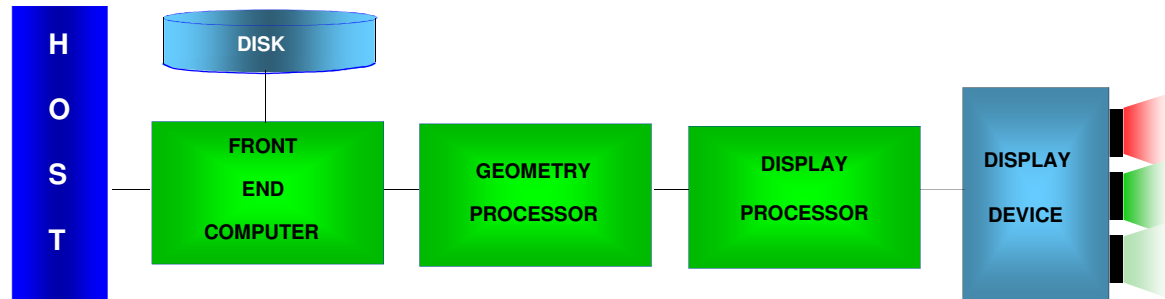 H
O
S
T
DISK
FRONT
END
COMPUTER
GEOMETRY
PROCESSOR
DISPLAY
PROCESSOR
DISPLAY
DEVICE